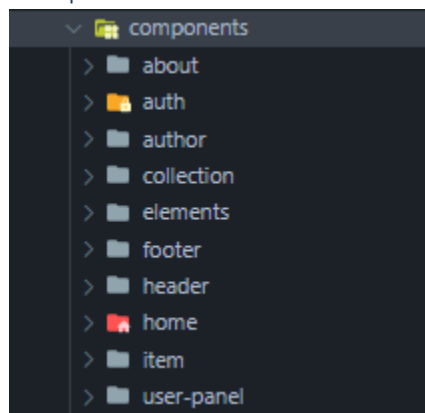 components
about
auth
author
collection
elements
footer
header
home
item
user-panel